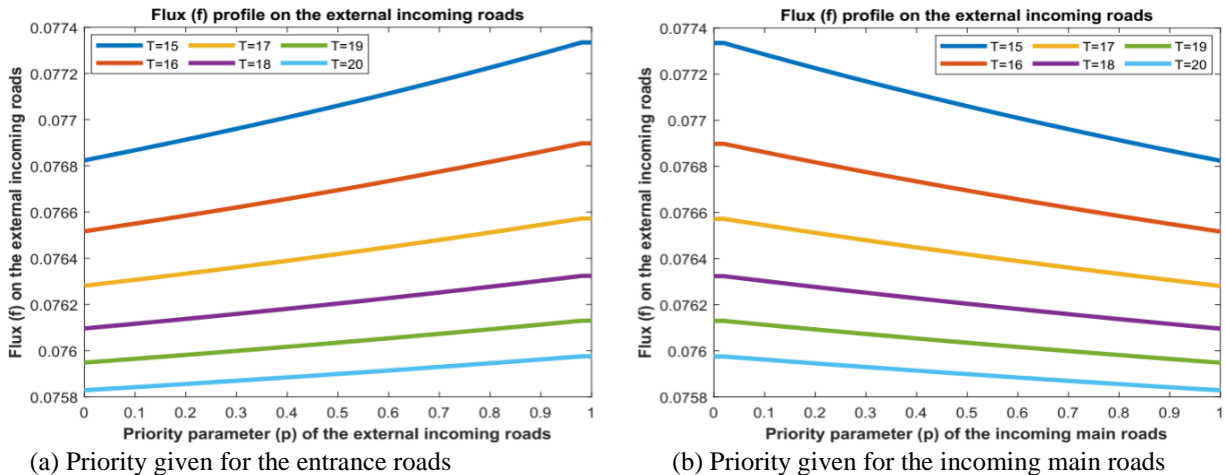 Flux (f) profile on the external incoming roads
Flux (f) on the external incoming roads
0.0774
0.0772
0.077
0.0768
0.0766
0.0764
0.0762
0.076
0.0758
T=15 T=17 T=19
T=16 T=18 T=20
0 0.1 0.2 0.3 0.4 0.5 0.6 0.7 0.8 0.9 1
Priority parameter (p) of the external incoming roads
(a) Priority given for the entrance roads
Flux (f) profile on the external incoming roads
Flux (f) on the external incoming roads
0.0774
0.0772
0.077
0.0768
0.0766
0.0764
0.0762
0.076
0.0758
T=15 T=17 T=19
T=16 T=18 T=20
0 0.1 0.2 0.3 0.4 0.5 0.6 0.7 0.8 0.9 1
Priority parameter (p) of the incoming main roads
(b) Priority given for the incoming main roads